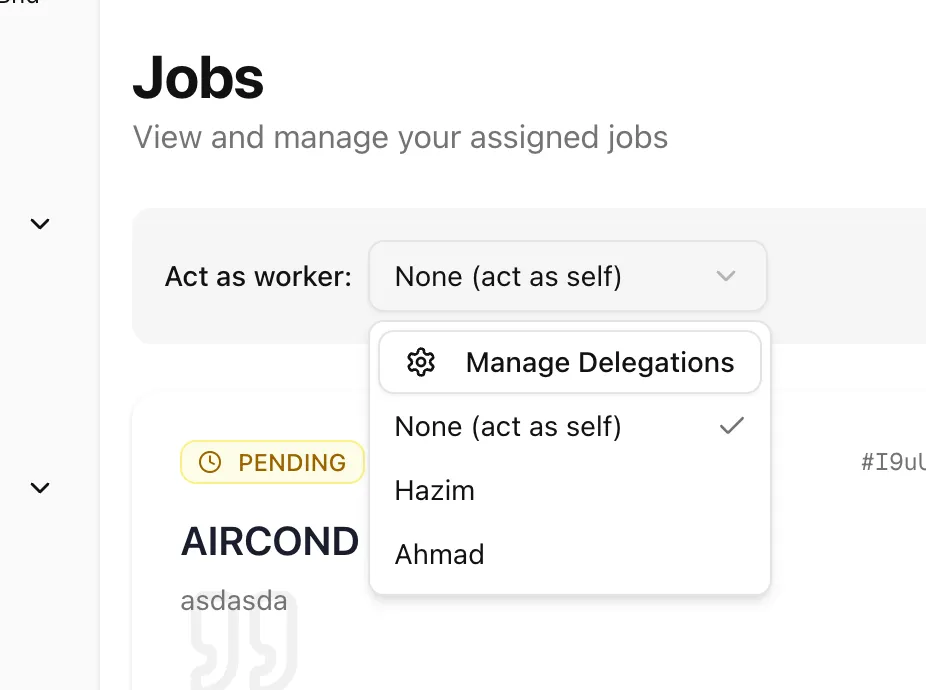 Jobs
View and manage your assigned jobs
Act as worker: None (act as self)
Manage Delegations
None (act as self)
Hazim
Ahmad
PENDING
AIRCOND
asdasda